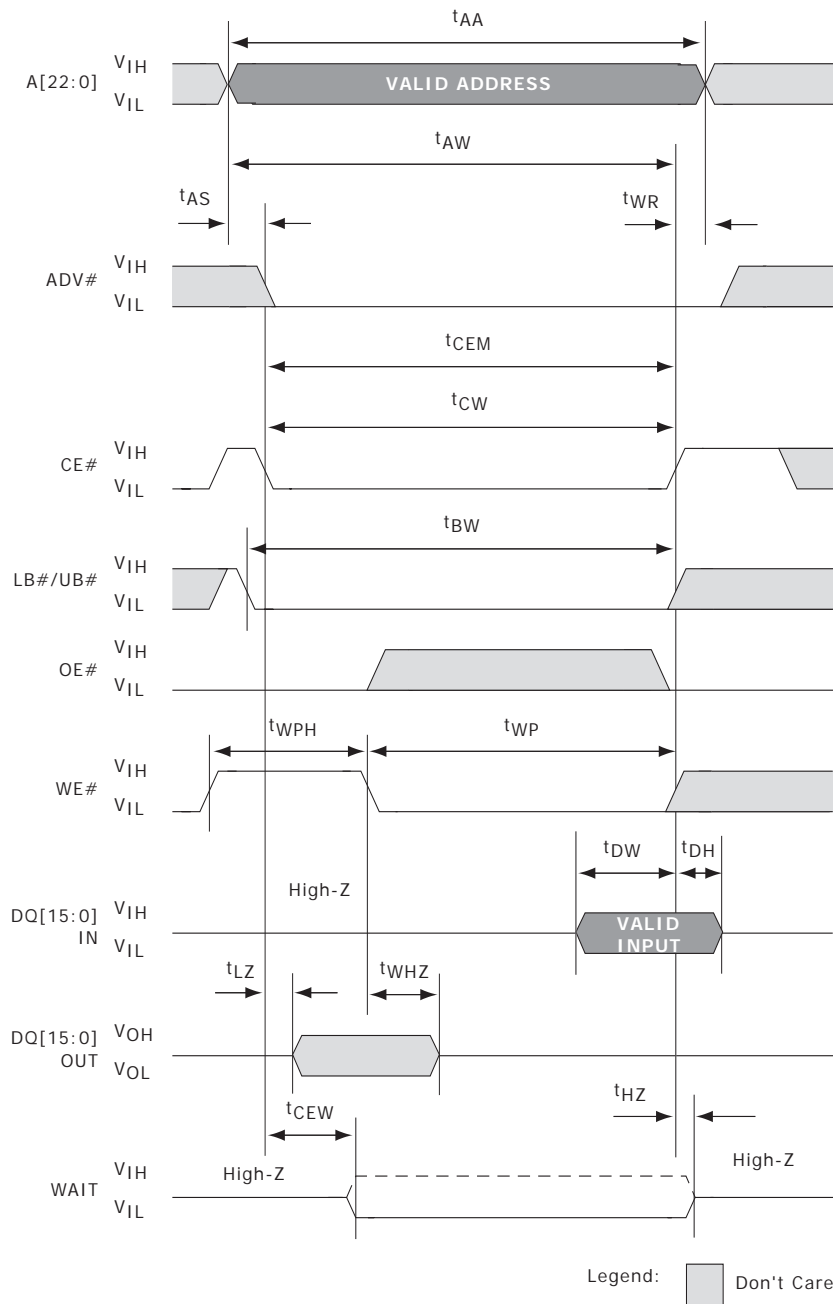 tAA
VIH
A[22:0]
VALID ADDRESS
VIL
tAW
tAS
tWR
VIH
ADV#
VIL
tCEM
tCW
VIH
CE#
VIL
tBW
VIH
LB#/UB#
VIL
VIH
OE#
VIL
tWPH
tWP
VIH
WE#
VIL
tDW
tDH
High-Z
DQ[15:0]
IN
VIH
VIL
VALID
INPUT
tLZ
tWHZ
DQ[15:0]
OUT
VOH
VOL
tHZ
tCEW
VIH
High-Z
High-Z
WAIT
VIL
Legend:
Don't Care